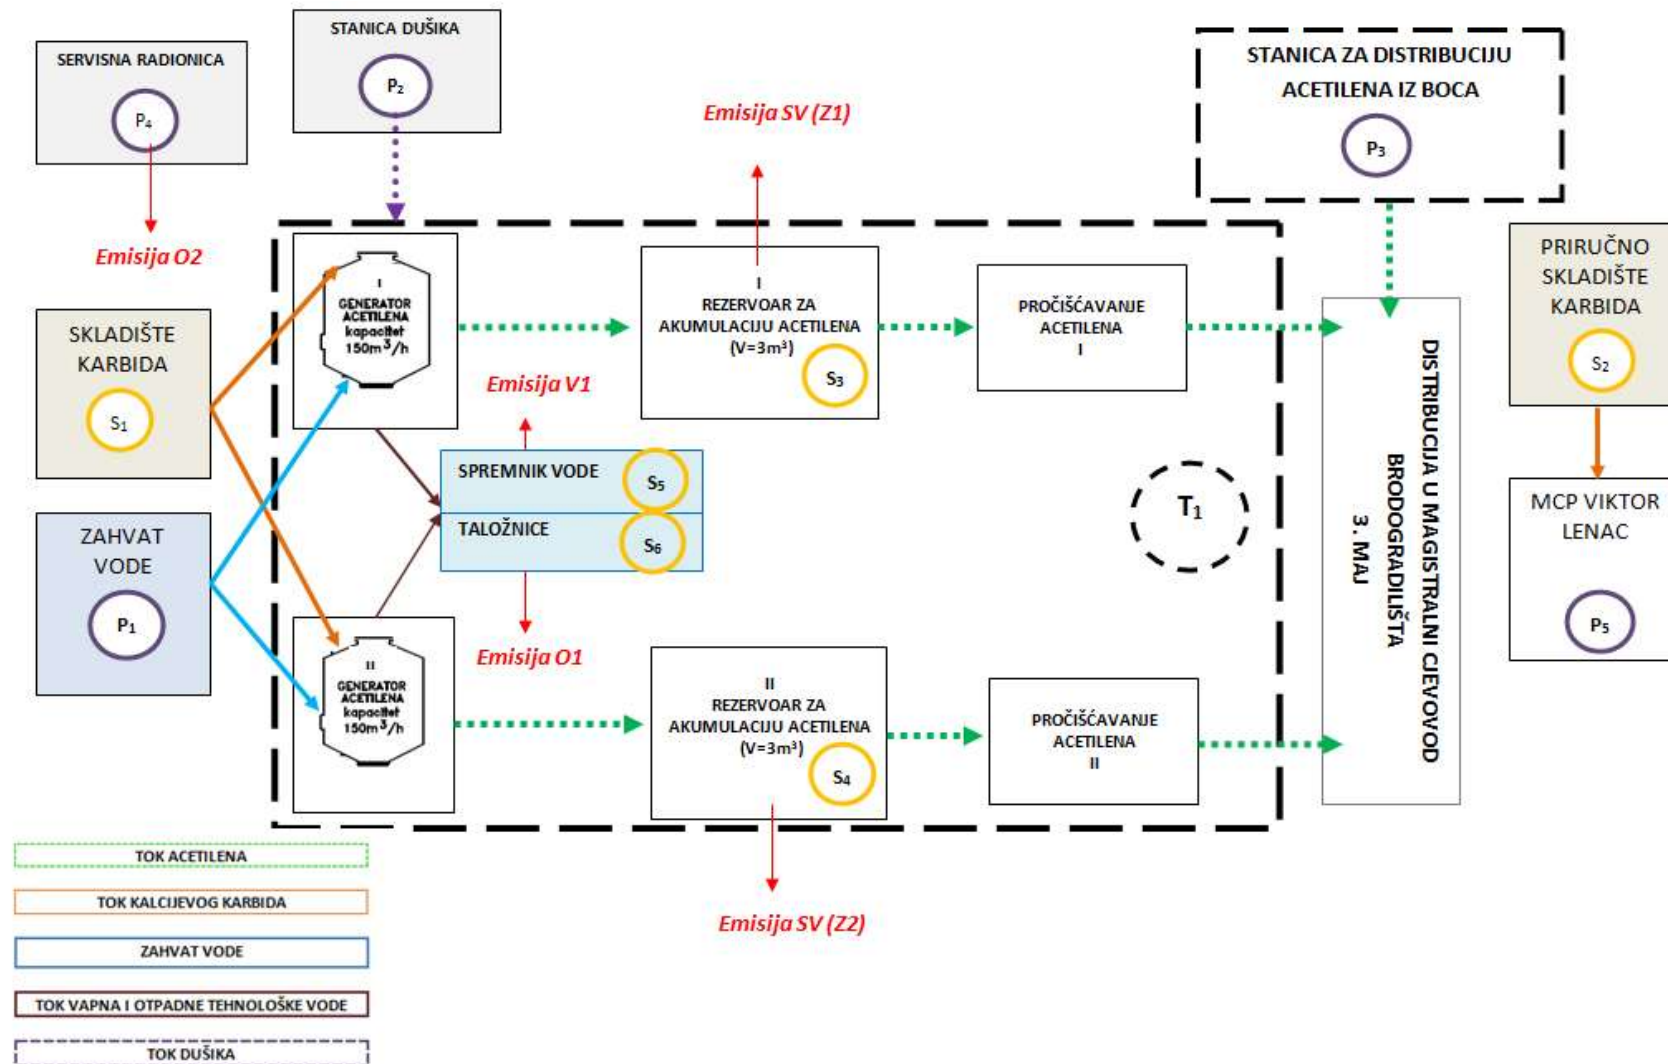 SERVISNA RADIONICA
P4
Emisija O2
STANICA DUŠIKA
P2
Emisija SV (Z1)
STANICA ZA DISTRIBUCIJU
ACETILENA IZ BOCA
P3
SKLADIŠTE
KARBIDA
S1
ZAHVAT
VODE
P1
I
GENERATOR
ACETILENA
kapacitet
150m³/h
I
REZERVOAR ZA
AKUMULACIJU ACETILENA
(V=3m³)
S3
PROČIŠĆAVANJE
ACETILENA
I
Emisija V1
SPREMNIK VODE
S5
TALOŽNICE
S6
Emisija O1
T1
II
GENERATOR
ACETILENA
kapacitet
150m³/h
II
REZERVOAR ZA
AKUMULACIJU ACETILENA
(V=3m³)
S4
PROČIŠĆAVANJE
ACETILENA
II
Emisija SV (Z2)
DISTRIBUCIJA U MAGISTRALNI CJEVOVOD
BRODOGRADILIŠTA
3. MAJ
PRIRUČNO
SKLADIŠTE
KARBIDA
S2
MCP VIKTOR
LENAC
P5
TOK ACETILENA
TOK KALCIJEVOG KARBIDA
ZAHVAT VODE
TOK VAPNA I OTPADNE TEHNOLOŠKE VODE
TOK DUŠIKA